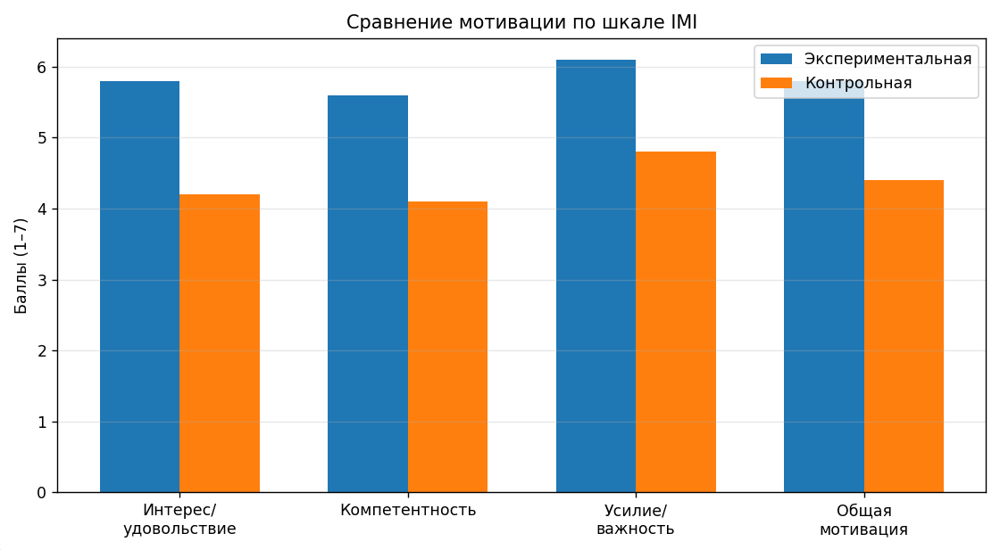 Сравнение мотивации по шкале IMI
Экспериментальная
Контрольная
Баллы (1–7)
6
5
4
3
2
1
0
Интерес/
удовольствие
Компетентность
Усилие/
важность
Общая
мотивация